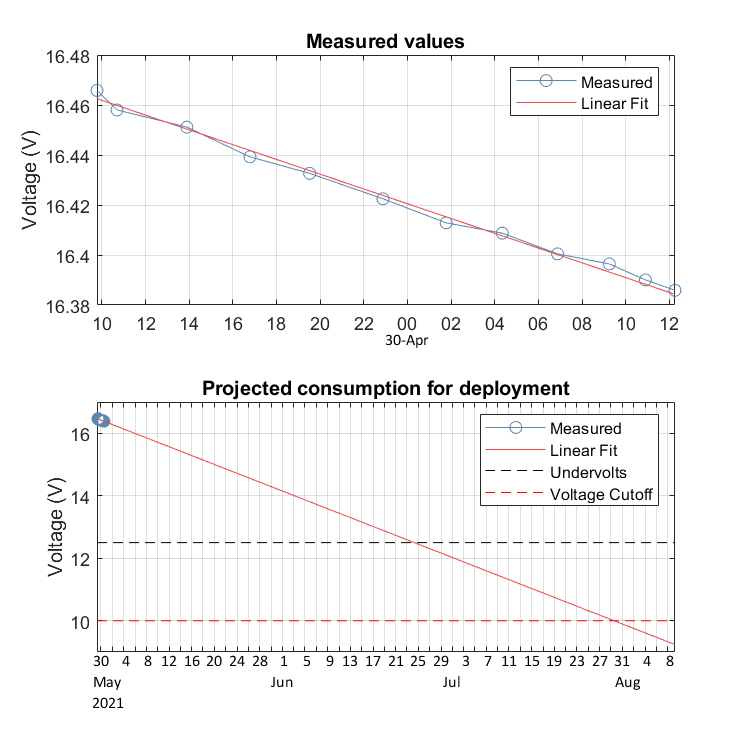 Measured values
16.48
16.46
16.44
16.42
16.4
16.38
Voltage (V)
Measured
Linear Fit
10 12 14 16 18 20 22 00 02 04 06 08 10 12
30-Apr
Projected consumption for deployment
16
14
12
10
Voltage (V)
Measured
Linear Fit
Undervolts
Voltage Cutoff
30 4 8 12 16 20 24 28 1 5 9 13 17 21 25 29 3 7 11 15 19 23 27 31 4 8
May Jun Jul Aug
2021